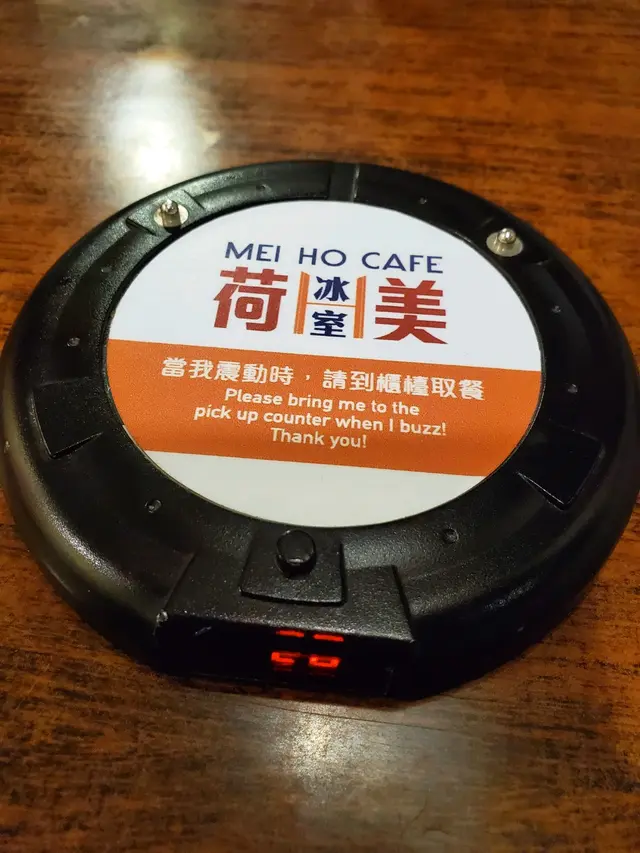 MEI HO CAFE
荷冰室美
當我震動時，請到櫃檯取餐
Please bring me to the
pick up counter when I buzz!
Thank you!